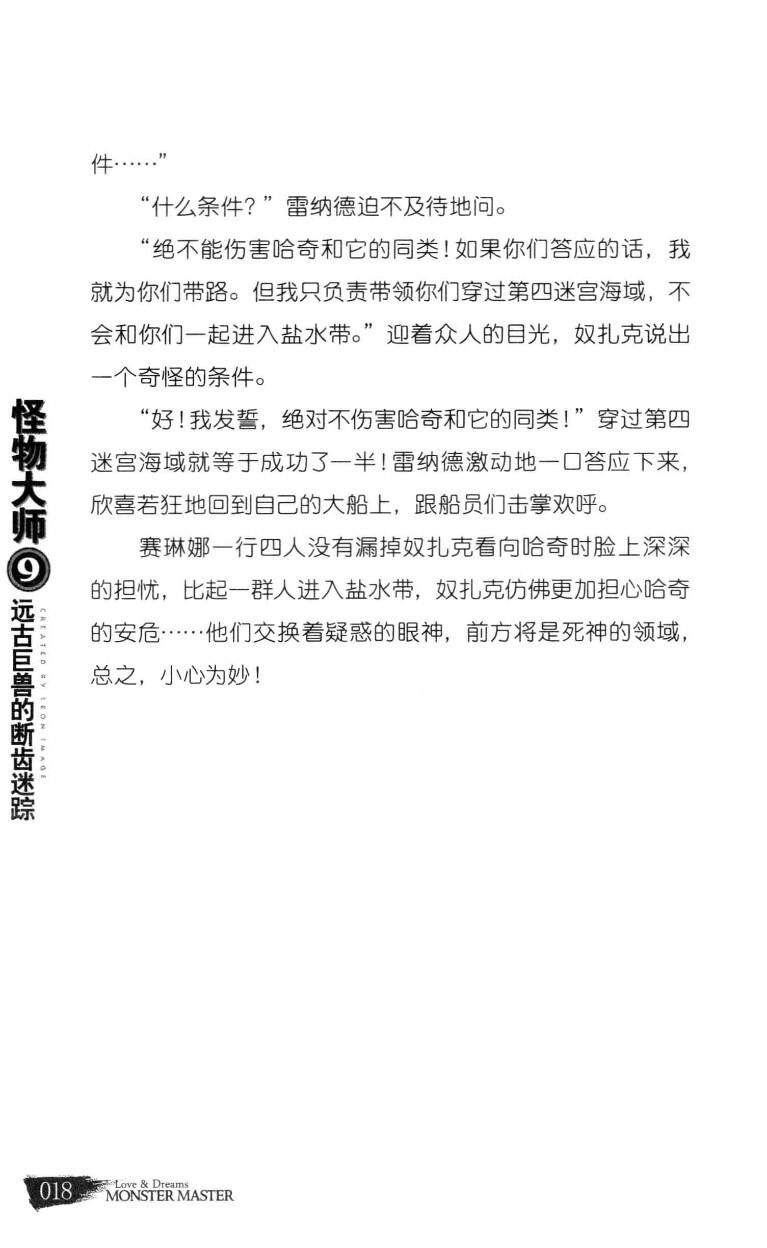 件……”
“什么条件？”雷纳德迫不及待地问。
“绝不能伤害哈奇和它的同类！如果你们答应的话，我
就为你们带路。但我只负责带领你们穿过第四迷宫海域，不
会和你们一起进入盐水带。”迎着众人的目光，奴扎克说出
一个奇怪的条件。
“好！我发誓，绝对不伤害哈奇和它的同类！”穿过第四
迷宫海域就等于成功了一半！雷纳德激动地一口答应下来，
欣喜若狂地回到自己的大船上，跟船员们击掌欢呼。
赛琳娜一行四人没有漏掉奴扎克看向哈奇时脸上深深
的担忧，比起一群人进入盐水带，奴扎克仿佛更加担心哈奇
的安危……他们交换着疑惑的眼神，前方将是死神的领域，
总之，小心为妙！
怪物大师
9
远古巨兽的断齿迷踪
CREATED BY LEON IMAGE
018
Love & Dreams
MONSTER MASTER